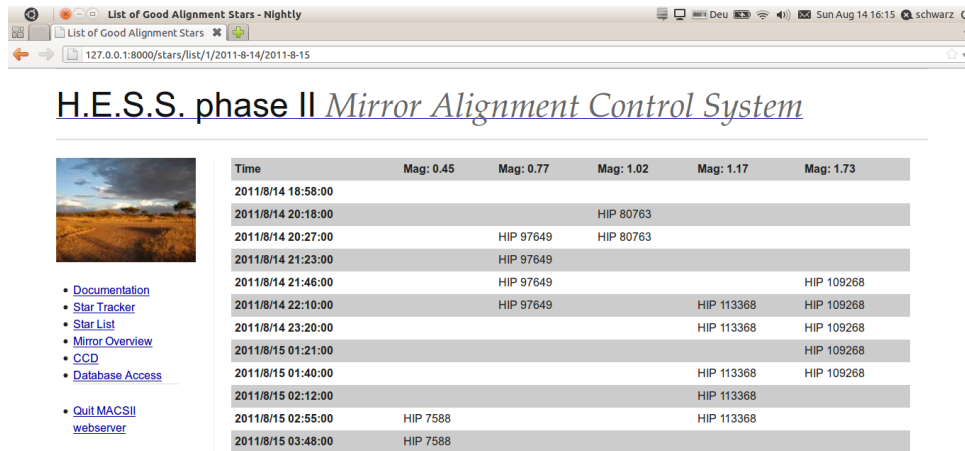 List of Good Alignment Stars - Nightly
Deu
Sun Aug 14 16:15
schwarz
List of Good Alignment Stars
127.0.0.1:8000/stars/list/1/2011-8-14/2011-8-15
H.E.S.S. phase II Mirror Alignment Control System
Time Mag: 0.45 Mag: 0.77 Mag: 1.02 Mag: 1.17 Mag: 1.73
2011/8/14 18:58:00
2011/8/14 20:18:00 HIP 80763
2011/8/14 20:27:00 HIP 97649 HIP 80763
2011/8/14 21:23:00 HIP 97649
2011/8/14 21:46:00 HIP 97649 HIP 109268
2011/8/14 22:10:00 HIP 97649 HIP 113368 HIP 109268
2011/8/14 23:20:00 HIP 113368 HIP 109268
2011/8/15 01:21:00 HIP 109268
2011/8/15 01:40:00 HIP 113368 HIP 109268
2011/8/15 02:12:00 HIP 113368
2011/8/15 02:55:00 HIP 7588 HIP 113368
2011/8/15 03:48:00 HIP 7588
Documentation
Star Tracker
Star List
Mirror Overview
CCD
Database Access
Quit MACSII
webserver